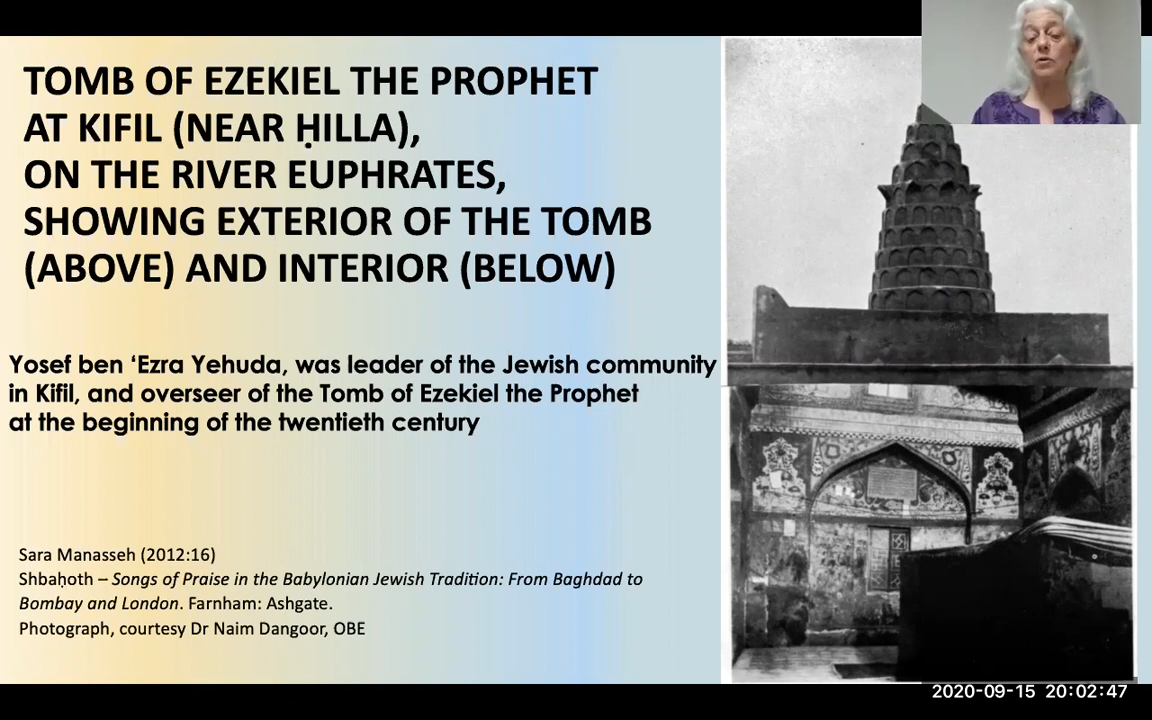 TOMB OF EZEKIEL THE PROPHET
AT KIFIL (NEAR ḤILLA),
ON THE RIVER EUPHRATES,
SHOWING EXTERIOR OF THE TOMB
(ABOVE) AND INTERIOR (BELOW)
Yosef ben ‘Ezra Yehuda, was leader of the Jewish community
in Kifil, and overseer of the Tomb of Ezekiel the Prophet
at the beginning of the twentieth century
Sara Manasseh (2012:16)
Shbaḥoth – Songs of Praise in the Babylonian Jewish Tradition: From Baghdad to
Bombay and London. Farnham: Ashgate.
Photograph, courtesy Dr Naim Dangoor, OBE
2020-09-15 20:02:47